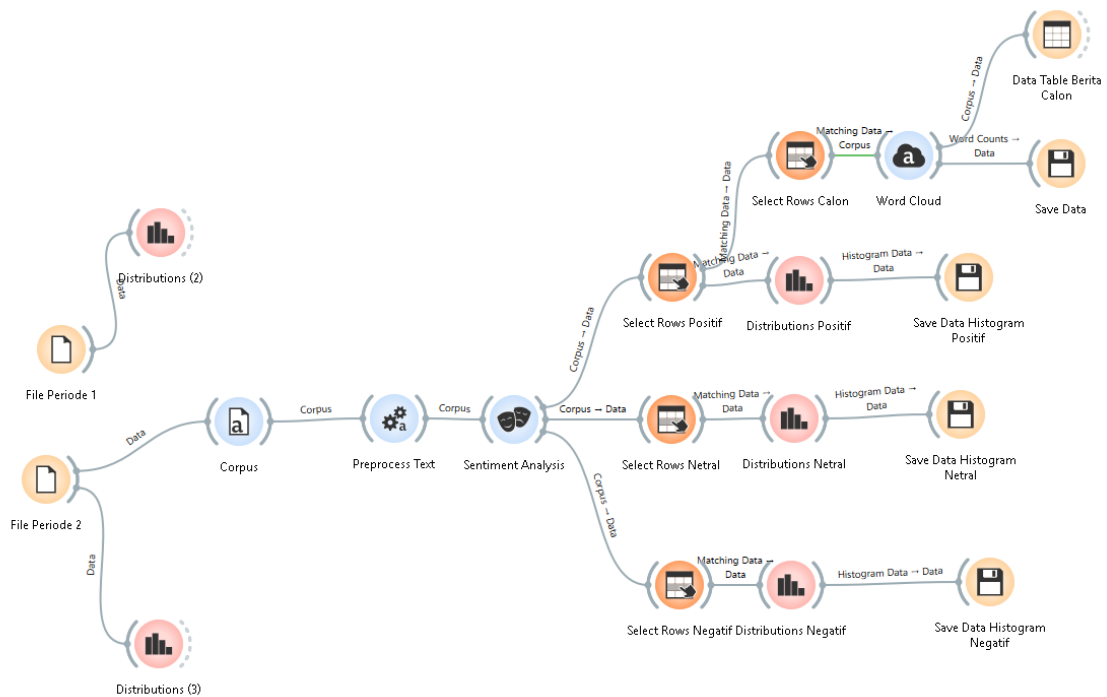 Data Table Berita
Calon
Corpus → Data
Matching Data →
Corpus
Word Counts →
Data
Select Rows Calon
Word Cloud
Save Data
Matching Data → Data
Matching Data → Data
Distributions (2)
Data
Matching Data →
Data
Histogram Data →
Data
Select Rows Positif
Distributions Positif
Save Data Histogram
Positif
Corpus → Data
File Periode 1
Data
Corpus
Corpus
Corpus → Data
Matching Data →
Data
Histogram Data →
Data
Corpus
Preprocess Text
Sentiment Analysis
Select Rows Netral
Distributions Netral
Save Data Histogram
Netral
File Periode 2
Data
Corpus → Data
Matching Data →
Data
Histogram Data → Data
Select Rows Negatif
Distributions Negatif
Save Data Histogram
Negatif
Distributions (3)